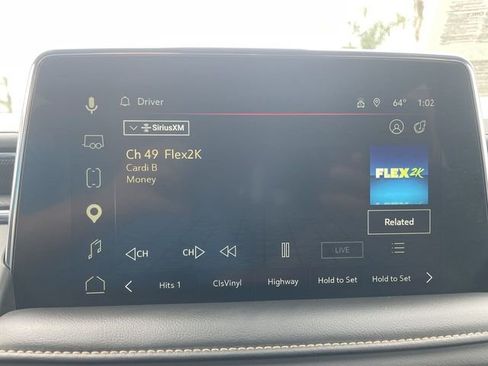 Driver
64° 1:02
SiriusXM
Ch 49 Flex2K
Cardi B
Money
FLEX2K
Related
CH CH LIVE
Hits 1 ClsVinyl Highway Hold to Set Hold to Set